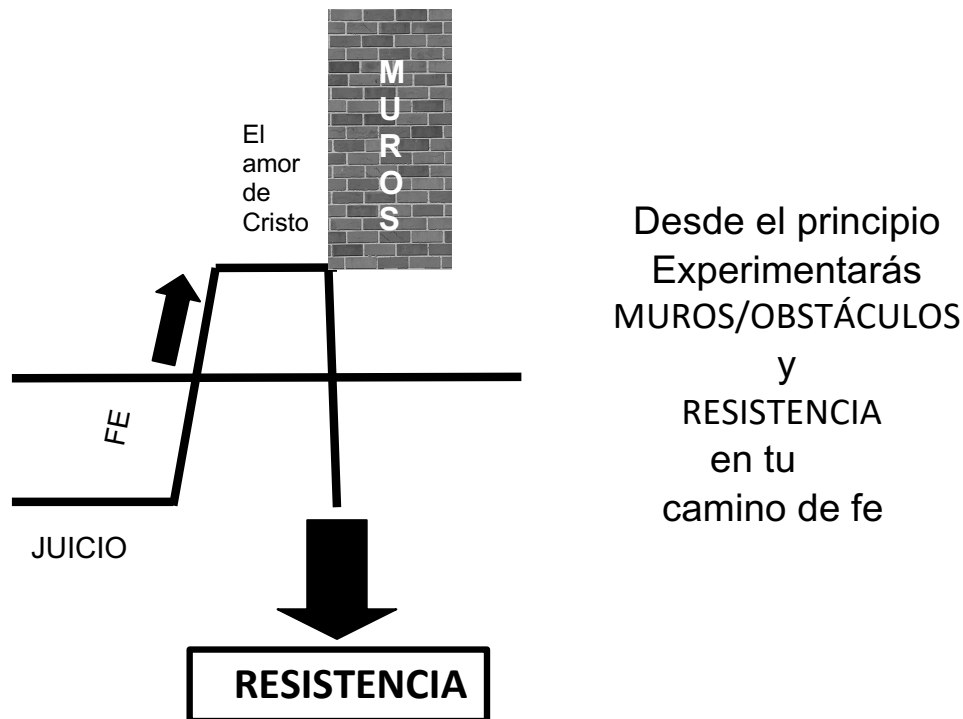 MUROS
El
amor
de
Cristo
FE
JUICIO
RESISTENCIA
Desde el principio
Experimentarás
MUROS/OBSTÁCULOS
y
RESISTENCIA
en tu
camino de fe